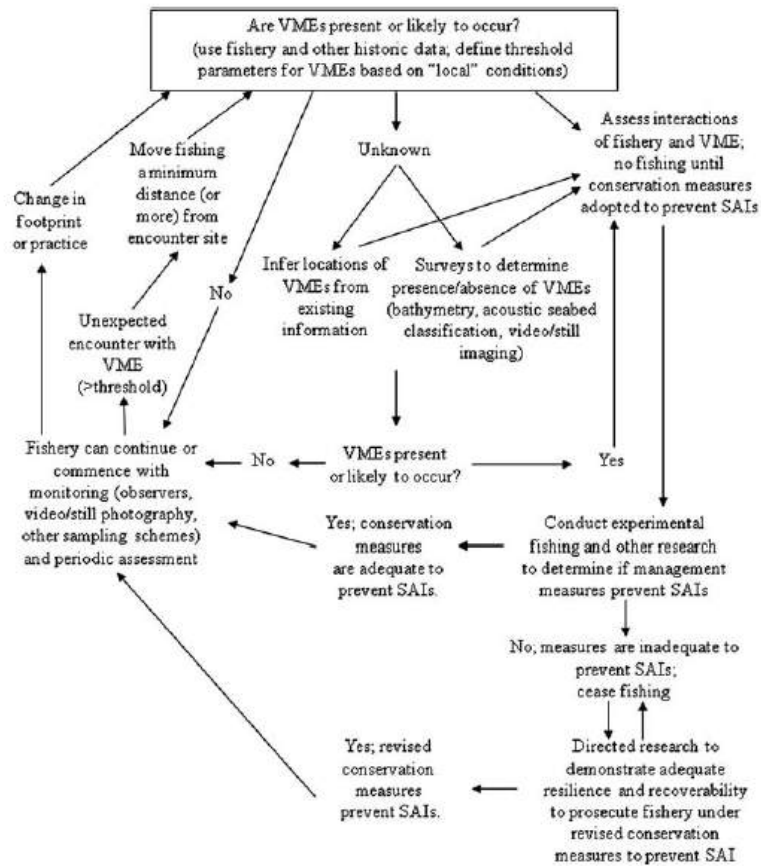 Are VMEs present or likely to occur?
(use fishery and other historic data; define threshold
parameters for VMEs based on "local" conditions)
Assess interactions
of fishery and VME;
no fishing until
conservation measures
adopted to prevent SAIs
Unknown
Move fishing
a minimum
distance (or
more) from
encounter site
Change in
footprint
or practice
No
Infer locations of
VMEs from
existing
information
Surveys to determine
presence/absence of VMEs
(bathymetry, acoustic seabed
classification, video/still
imaging)
Unexpected
encounter with
VME
(>threshold)
Fishery can continue or
commence with
monitoring (observers,
video/still photography,
other sampling schemes)
and periodic assessment
No
VMEs present
or likely to occur?
Yes
Yes; conservation
measures
are adequate to
prevent SAIs.
Conduct experimental
fishing and other research
to determine if management
measures prevent SAIs
No; measures are inadequate to
prevent SAIs;
cease fishing
Yes; revised
conservation
measures
prevent SAIs.
Directed research to
demonstrate adequate
resilience and recoverability
to prosecute fishery under
revised conservation
measures to prevent SAI